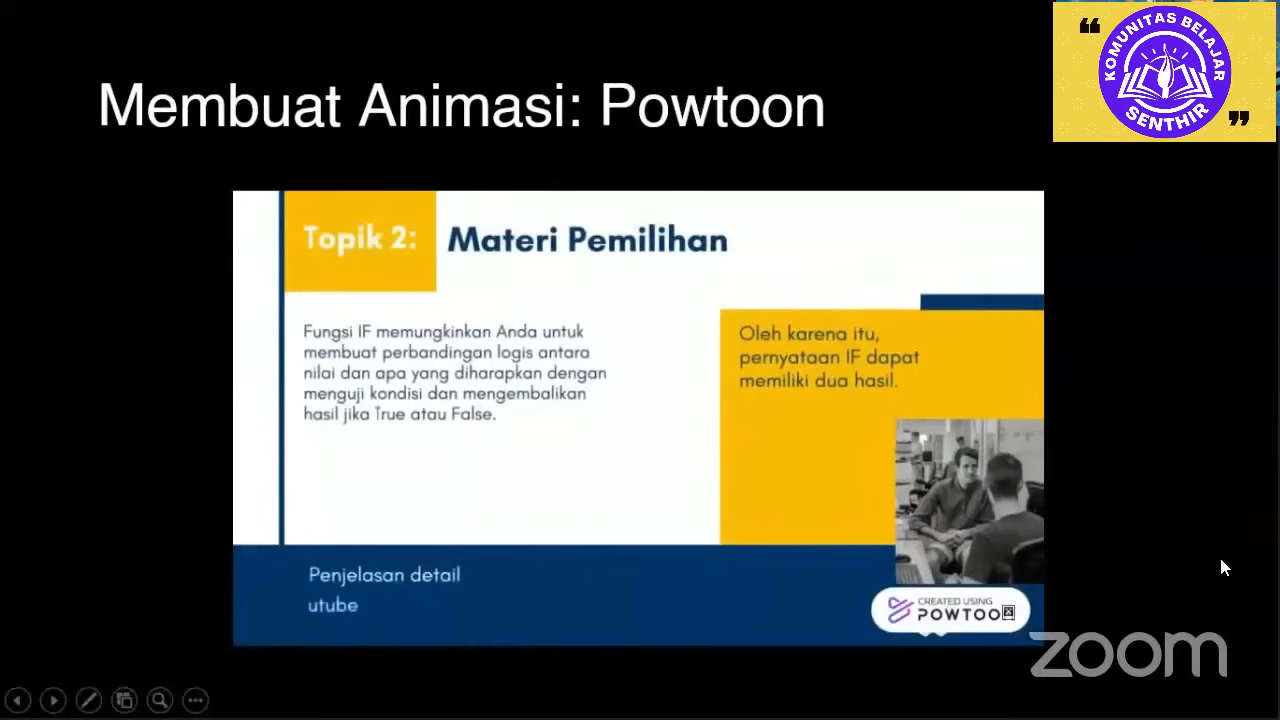 Membuat Animasi: Powtoon
KOMUNITAS BELAJAR
SENTHIR
Topik 2:
Materi Pemilihan
Fungsi IF memungkinkan Anda untuk
membuat perbandingan logis antara
nilai dan apa yang diharapkan dengan
menguji kondisi dan mengembalikan
hasil jika True atau False.
Oleh karena itu,
pernyataan IF dapat
memiliki dua hasil.
Penjelasan detail
utube
CREATED USING
POWTOO
zoom